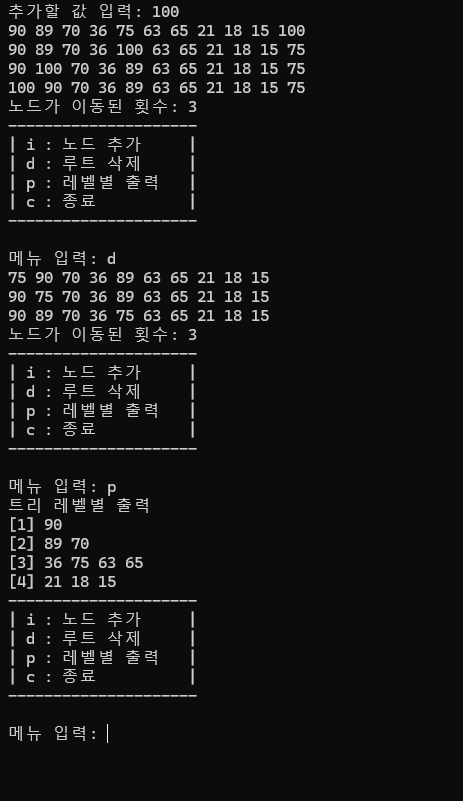 추가할 값 입력: 100
90 89 70 36 75 63 65 21 18 15 100
90 89 70 36 100 63 65 21 18 15 75
90 100 70 36 89 63 65 21 18 15 75
100 90 70 36 89 63 65 21 18 15 75
노드가 이동된 횟수: 3
---------------------
| i : 노드 추가     |
| d : 루트 삭제     |
| p : 레벨별 출력   |
| c : 종료          |
---------------------
메뉴 입력: d
75 90 70 36 89 63 65 21 18 15
90 75 70 36 89 63 65 21 18 15
90 89 70 36 75 63 65 21 18 15
노드가 이동된 횟수: 3
---------------------
| i : 노드 추가     |
| d : 루트 삭제     |
| p : 레벨별 출력   |
| c : 종료          |
---------------------
메뉴 입력: p
트리 레벨별 출력
[1] 90
[2] 89 70
[3] 36 75 63 65
[4] 21 18 15
---------------------
| i : 노드 추가     |
| d : 루트 삭제     |
| p : 레벨별 출력   |
| c : 종료          |
---------------------
메뉴 입력: